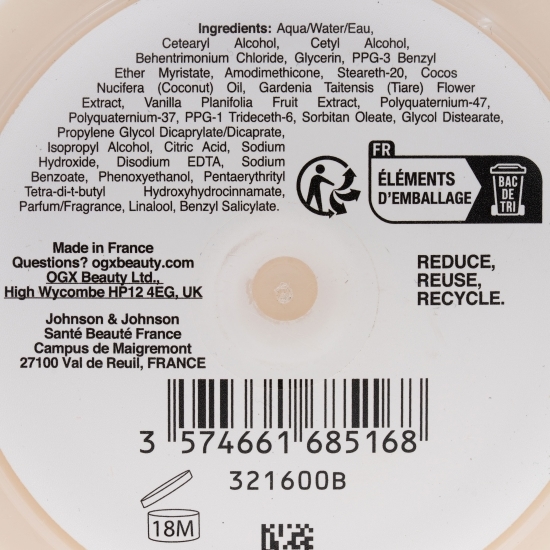 Ingredients: Aqua/Water/Eau,
Cetearyl Alcohol, Cetyl Alcohol,
Behentrimonium Chloride, Glycerin, PPG-3 Benzyl
Ether Myristate, Amodimethicone, Steareth-20, Cocos
Nucifera (Coconut) Oil, Gardenia Taitensis (Tiare) Flower
Extract, Vanilla Planifolia Fruit Extract, Polyquaternium-47,
Polyquaternium-37, PPG-1 Trideceth-6, Sorbitan Oleate, Glycol Distearate,
Propylene Glycol Dicaprylate/Dicaprate,
Isopropyl Alcohol, Citric Acid, Sodium
Hydroxide, Disodium EDTA, Sodium
Benzoate, Phenoxyethanol, Pentaerythrityl
Tetra-di-t-butyl Hydroxyhydrocinnamate,
Parfum/Fragrance, Linalool, Benzyl Salicylate.
FR
ÉLÉMENTS
D'EMBALLAGE
BAC
DE
TRI
Made in France
Questions? ogxbeauty.com
OGX Beauty Ltd.,
High Wycombe HP12 4EG, UK
REDUCE,
REUSE,
RECYCLE.
Johnson & Johnson
Santé Beauté France
Campus de Maigremont
27100 Val de Reuil, FRANCE
3 574661 685168
321600B
18M